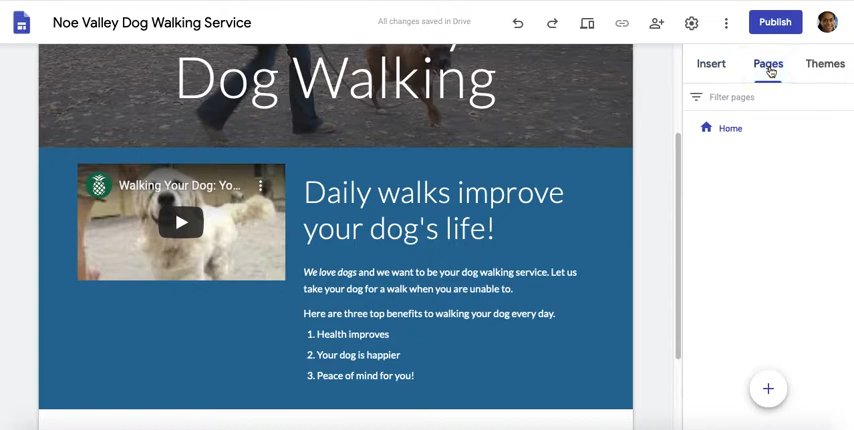 Noe Valley Dog Walking Service
All changes saved in Drive
Publish
Dog Walking
Insert
Pages
Themes
Filter pages
Home
Walking Your Dog: Yo...
Daily walks improve
your dog's life!
We love dogs and we want to be your dog walking service. Let us
take your dog for a walk when you are unable to.
Here are three top benefits to walking your dog every day.
1. Health improves
2. Your dog is happier
3. Peace of mind for you!